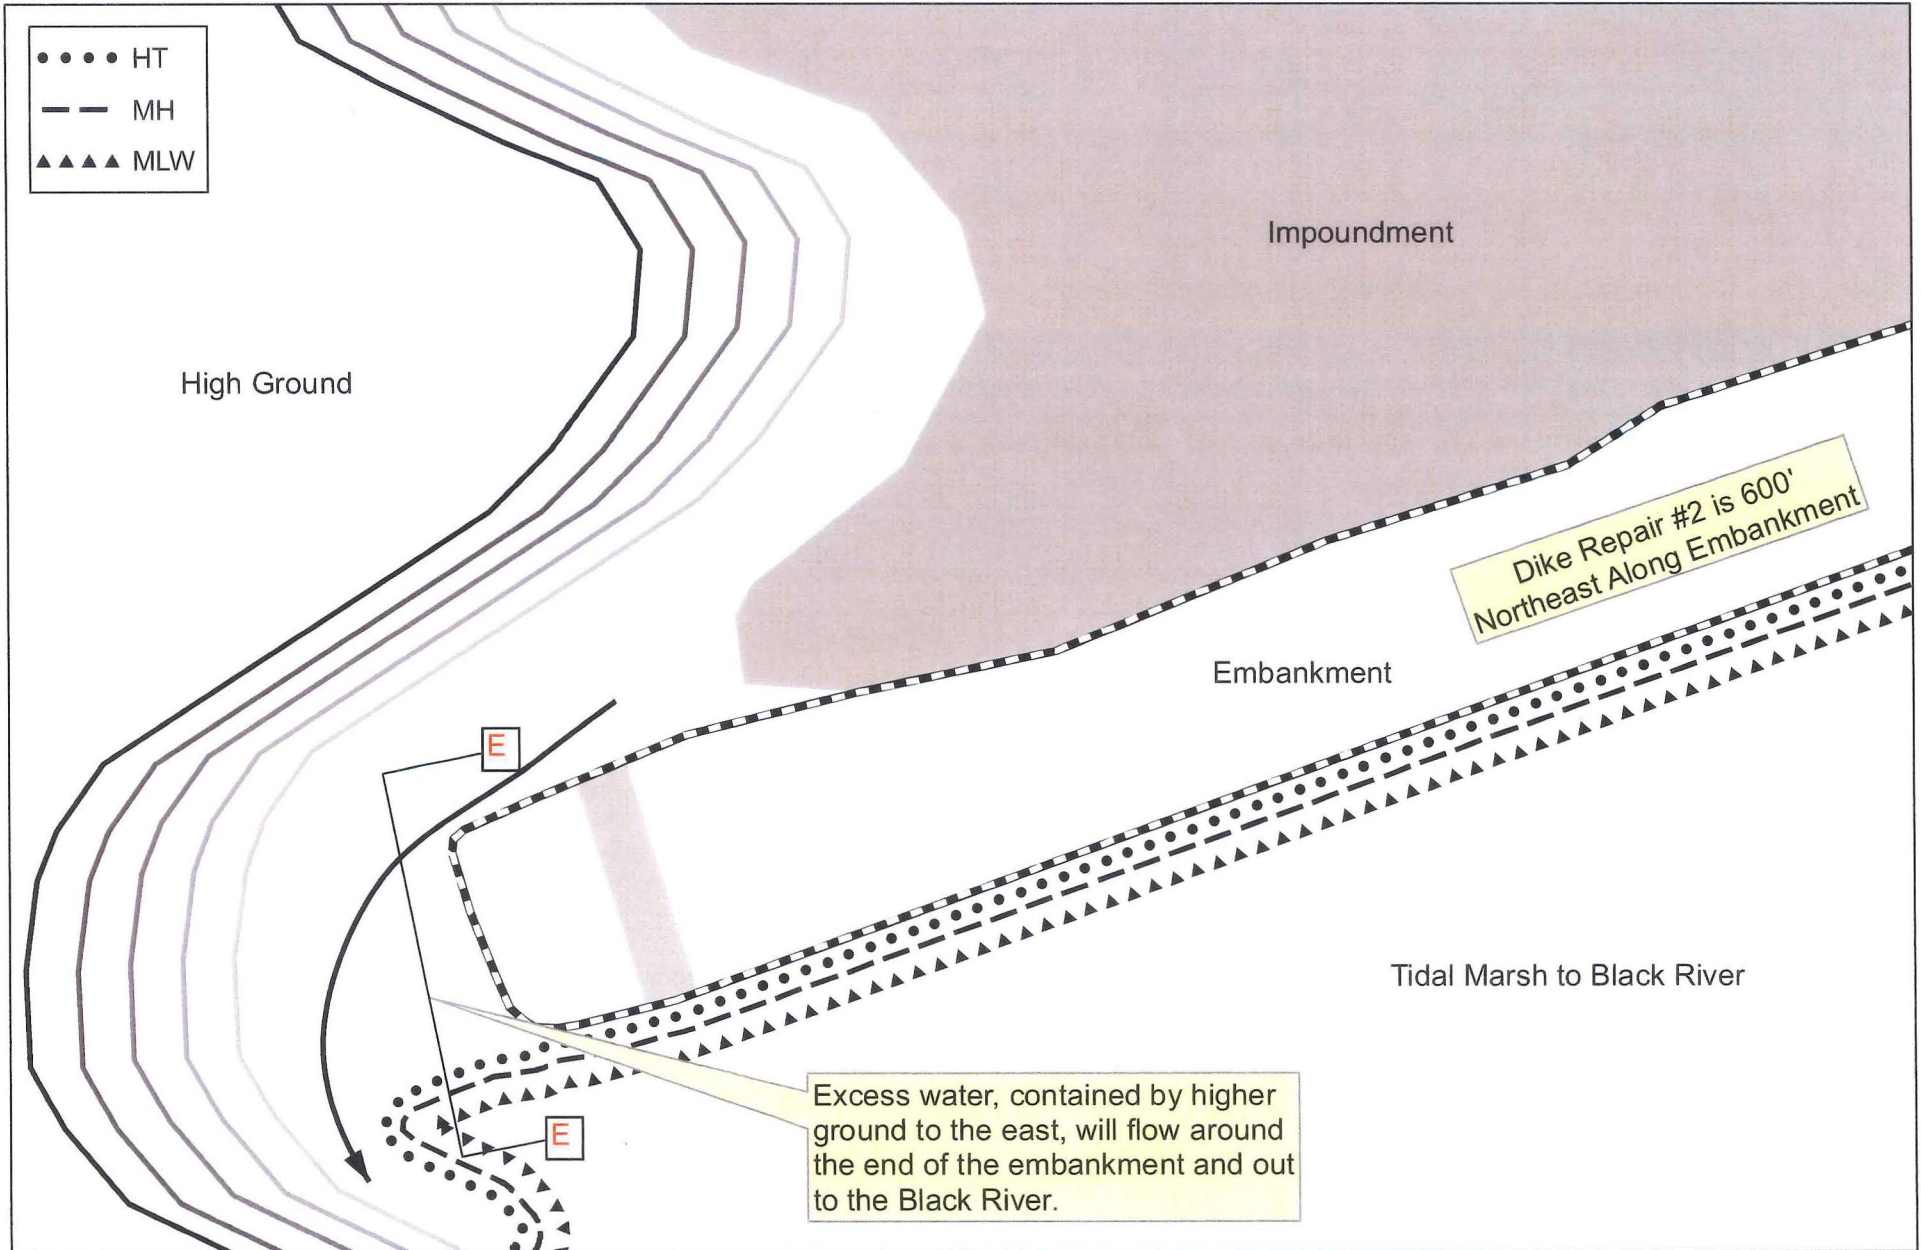 HT
MH
MLW
Impoundment
High Ground
Dike Repair #2 is 600'
Northeast Along Embankment
Embankment
E
Tidal Marsh to Black River
Excess water, contained by higher
ground to the east, will flow around
the end of the embankment and out
to the Black River.
E